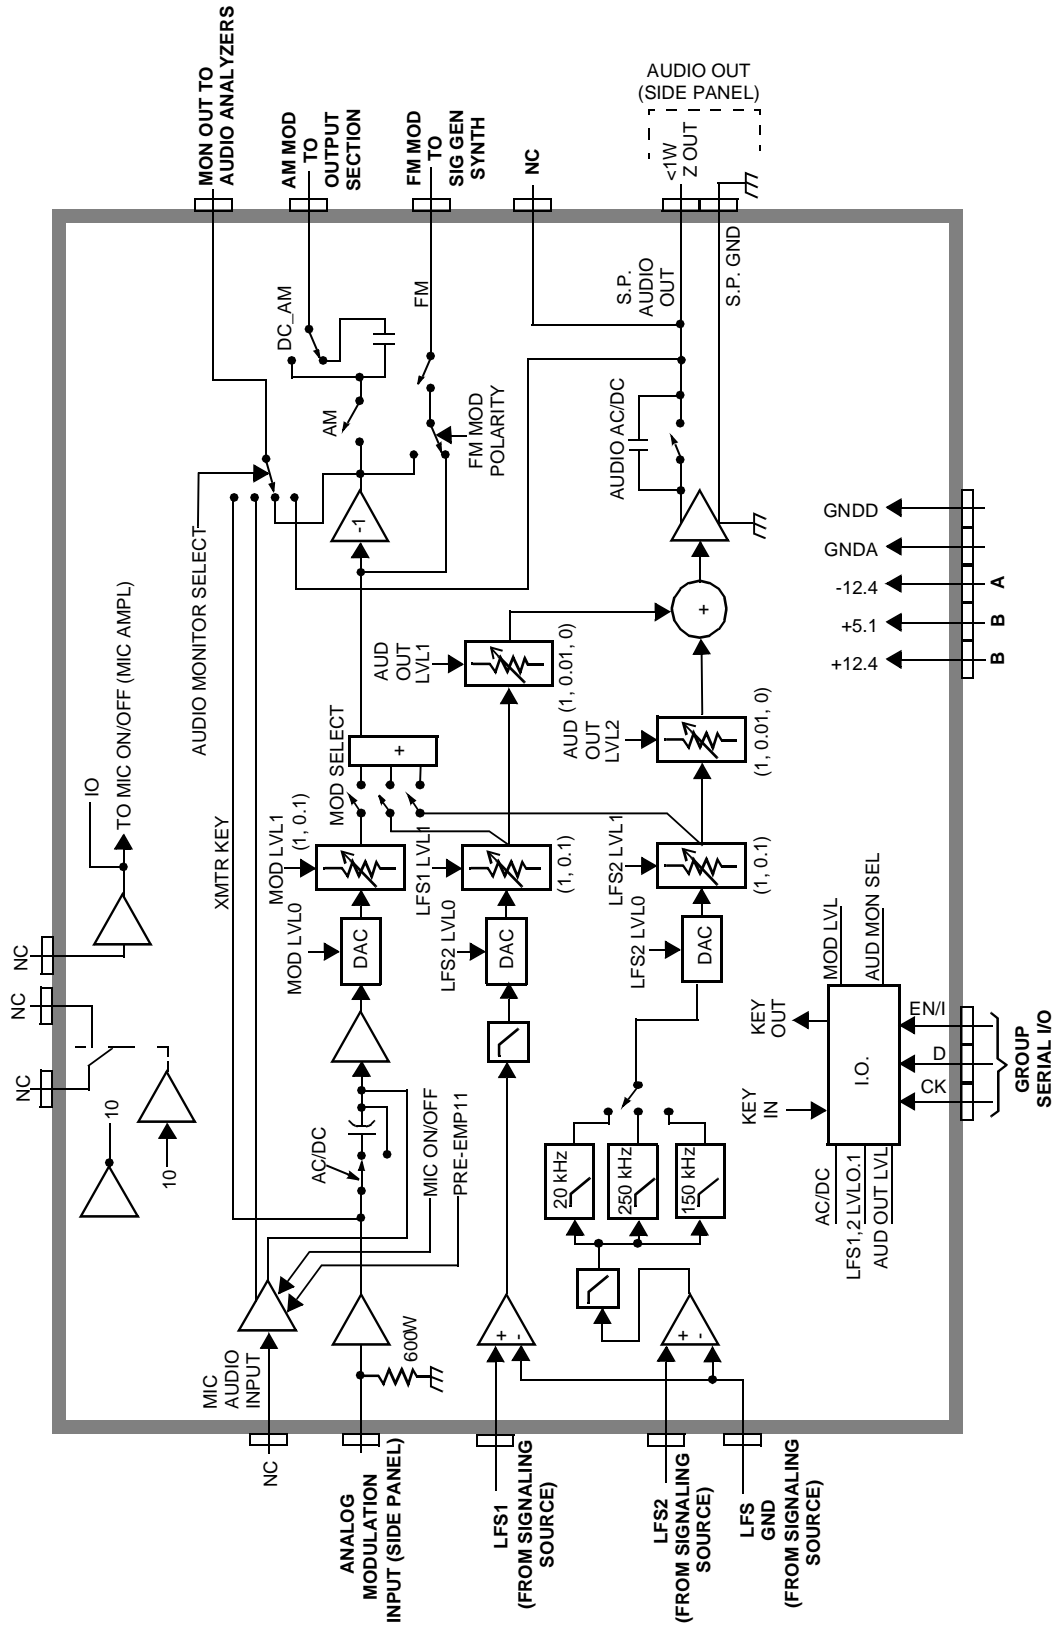 MON OUT TO
AUDIO ANALYZERS
AM MOD
TO
OUTPUT
SECTION
FM MOD
TO
SIG GEN
SYNTH
NC
AUDIO OUT
(SIDE PANEL)
<1W
Z OUT
DC_AM
AM
FM
FM MOD
POLARITY
S.P.
AUDIO
OUT
S.P. GND
AUDIO AC/DC
-1
+
AUDIO MONITOR SELECT
XMTR KEY
IO
TO MIC ON/OFF (MIC AMPL)
NC
NC
NC
10
10
MOD SELECT
+
AUD
OUT
LVL1
(1, 0.01, 0)
AUD
OUT
LVL2
(1, 0.01, 0)
MOD LVL1
(1, 0.1)
LFS1 LVL1
(1, 0.1)
LFS2 LVL1
(1, 0.1)
MOD LVL0
DAC
LFS2 LVL0
DAC
LFS2 LVL0
DAC
GNDD
GNDA
-12.4
+5.1
+12.4
A
B
B
AC/DC
MIC ON/OFF
PRE-EMP11
20 kHz
250 kHz
150 kHz
KEY
OUT
KEY
IN
MOD LVL
AUD MON SEL
I.O.
EN/I
D
CK
GROUP
SERIAL I/O
AC/DC
LFS1,2 LVLO.1
AUD OUT LVL
MIC
AUDIO
INPUT
600W
+
-
+
-
NC
ANALOG
MODULATION
INPUT (SIDE PANEL)
LFS1
(FROM SIGNALING
SOURCE)
LFS2
(FROM SIGNALING
SOURCE)
LFS
GND
(FROM SIGNALING
SOURCE)